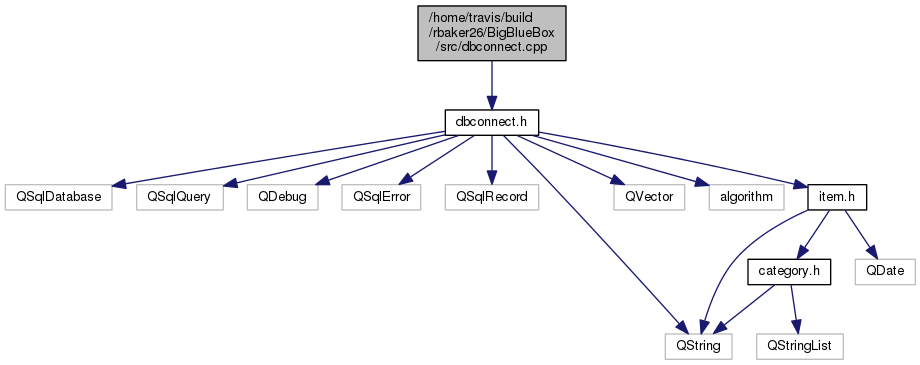 /home/travis/build
/rbaker26/BigBlueBox
/src/dbconnect.cpp
dbconnect.h
QSqlDatabase
QSqlQuery
QDebug
QSqlError
QSqlRecord
QVector
algorithm
item.h
category.h
QDate
QString
QStringList